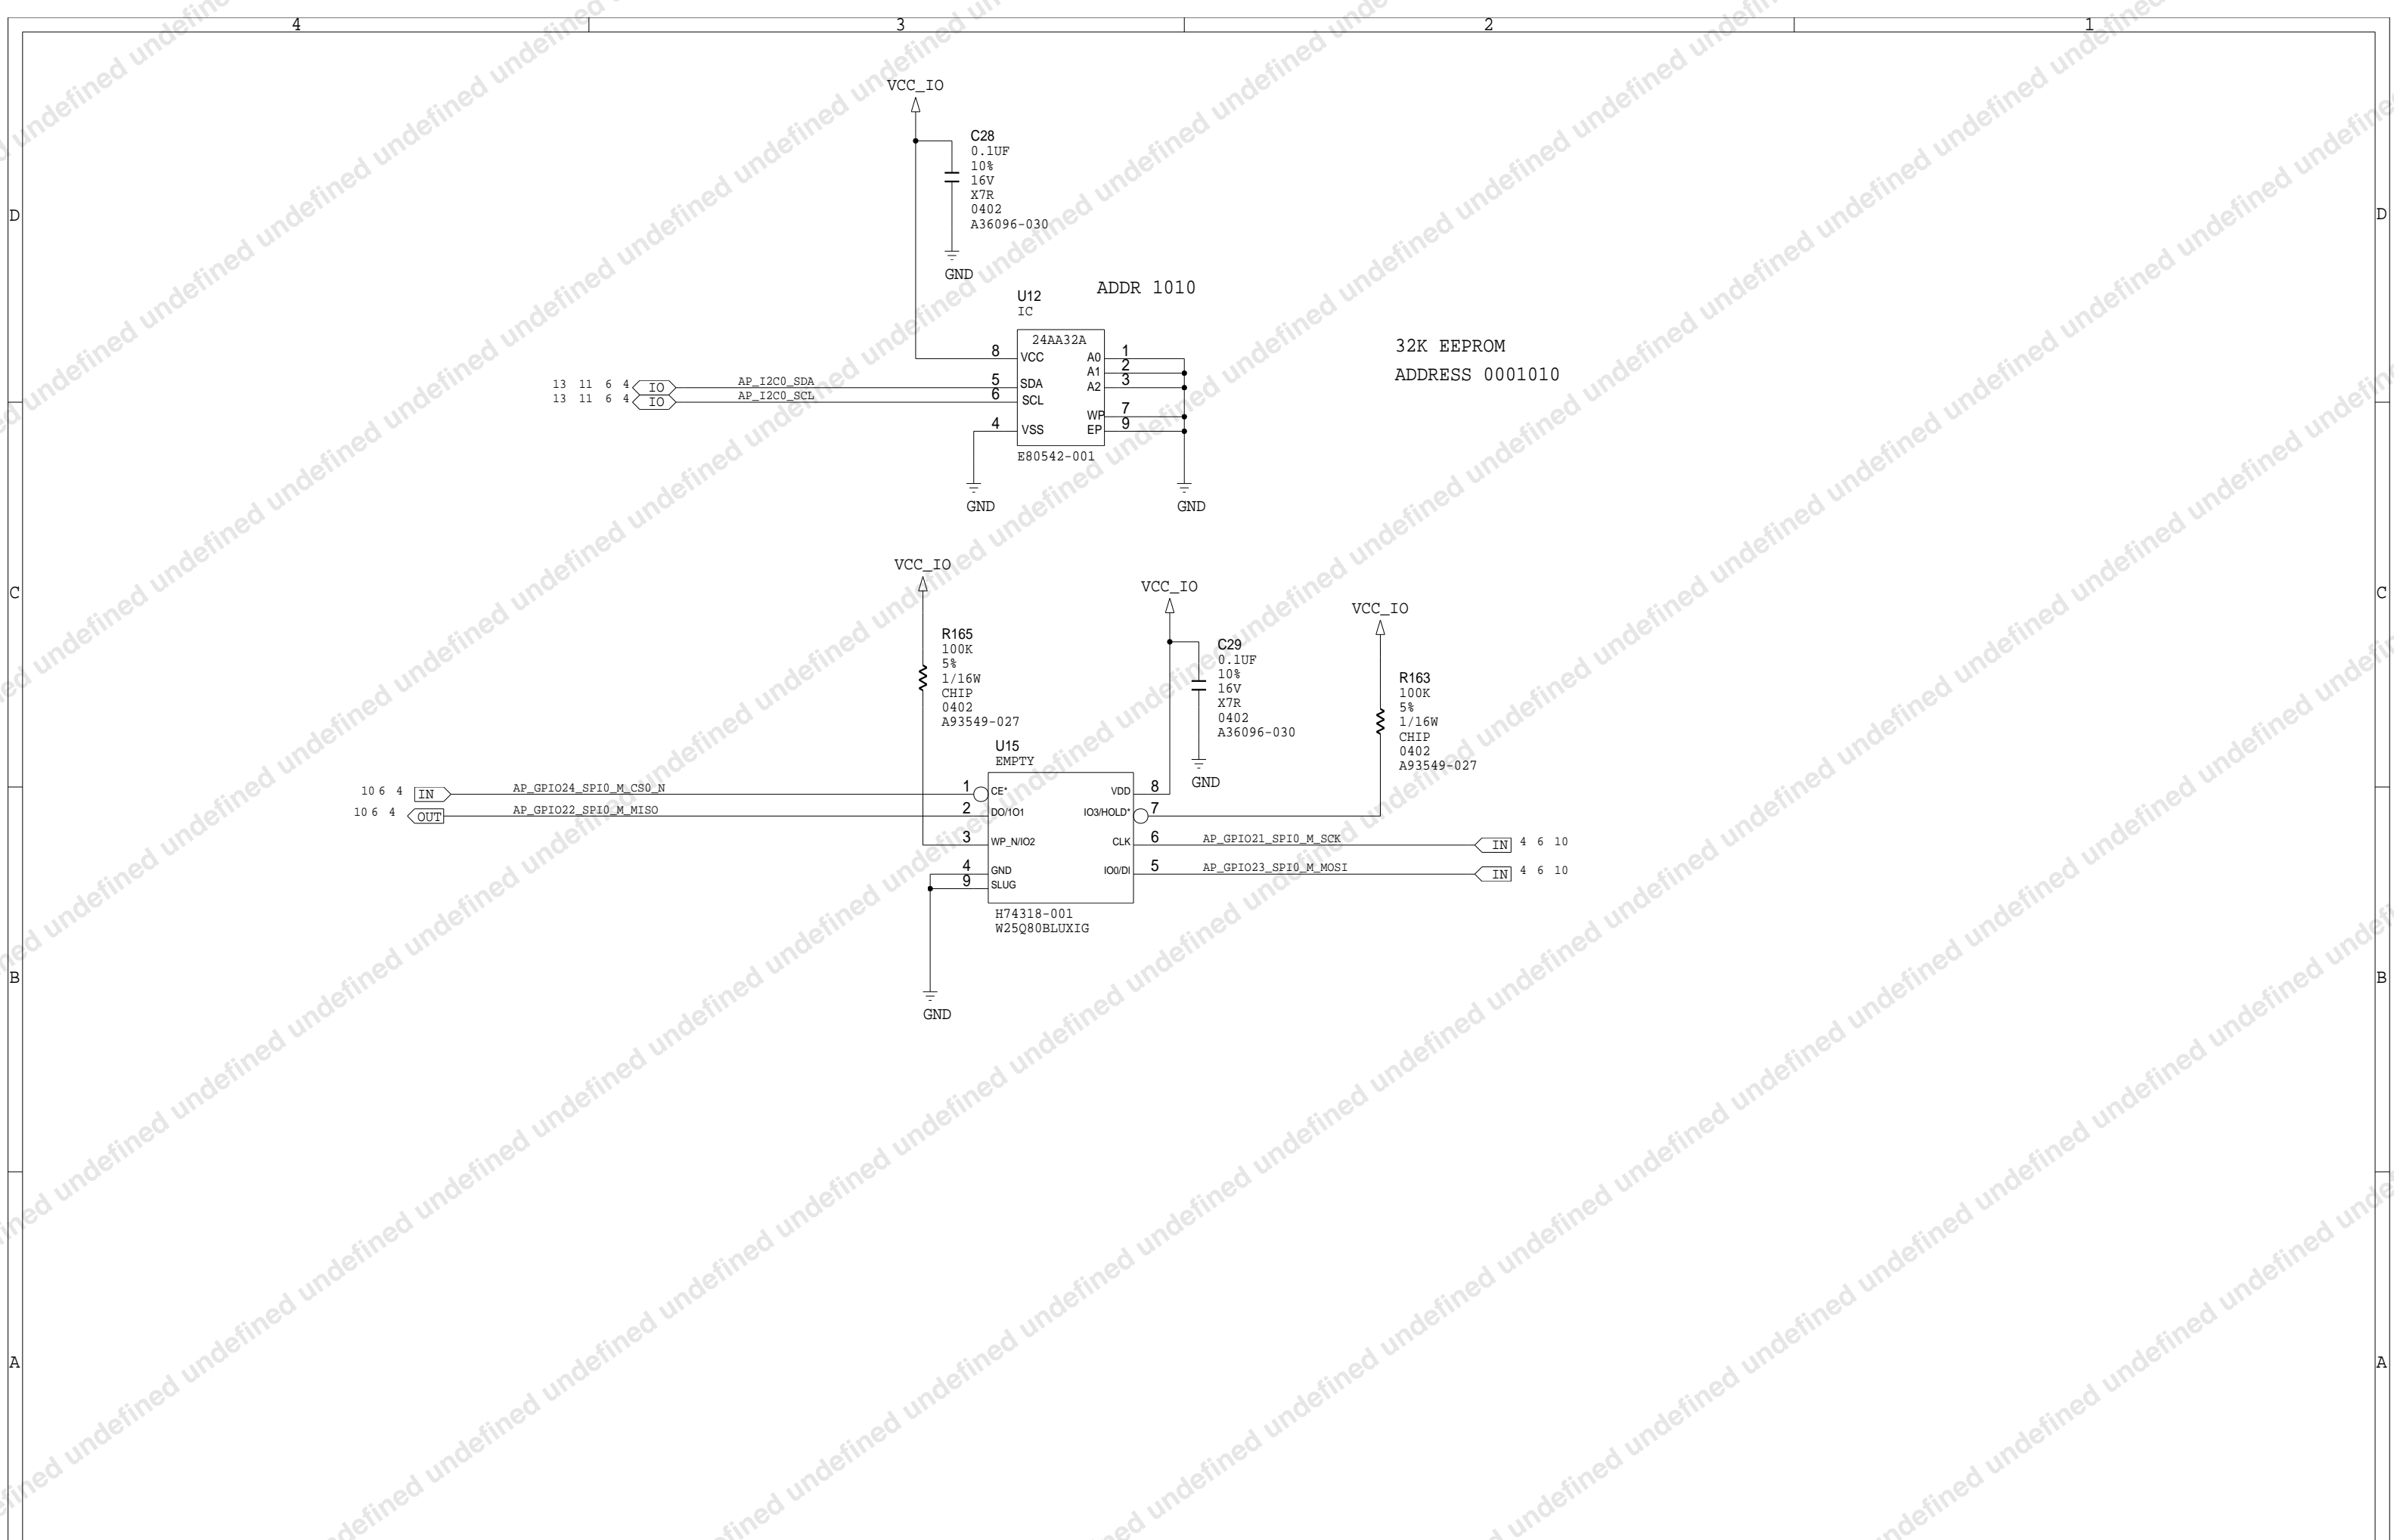 4 3 2 1
VCC_IO
C28
0.1UF
10%
16V
X7R
0402
A36096-030
D D
GND
ADDR 1010
U12
IC
24AA32A
32K EEPROM
8 VCC A0 1
A1 2
ADDRESS 0001010
13 11 6 4 IO AP_I2C0_SDA 5 SDA A2 3
13 11 6 4 IO AP_I2C0_SCL 6 SCL
WP 7
4 VSS EP 9
E80542-001
GND GND
VCC_IO
VCC_IO
C C
VCC_IO
R165
100K
5%
1/16W
CHIP
0402
A93549-027
C29
0.1UF
10%
16V
X7R
0402
A36096-030
R163
100K
5%
1/16W
CHIP
0402
A93549-027
U15
EMPTY
GND
10 6 4 IN AP_GPIO24_SPI0_M_CS0_N 1 CE* VDD 8
10 6 4 OUT AP_GPIO22_SPI0_M_MISO 2 DO/1O1 IO3/HOLD* 7
3 WP_N/IO2 CLK 6 AP_GPIO21_SPI0_M_SCK IN 4 6 10
4 GND IO0/DI 5 AP_GPIO23_SPI0_M_MOSI IN 4 6 10
9 SLUG
H74318-001
W25Q80BLUXIG
B B
GND
A A
undefined undefined undefined undefined undefined undefined